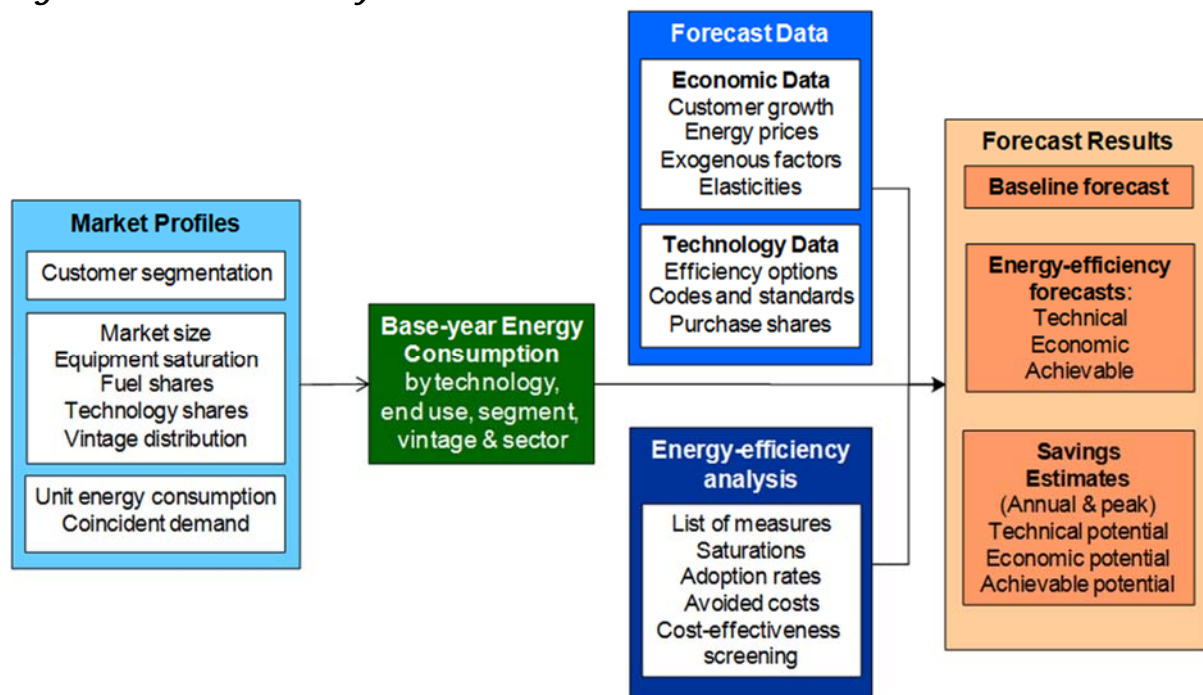 Forecast Data
Economic Data
Customer growth
Energy prices
Exogenous factors
Elasticities
Technology Data
Efficiency options
Codes and standards
Purchase shares
Market Profiles
Customer segmentation
Market size
Equipment saturation
Fuel shares
Technology shares
Vintage distribution
Unit energy consumption
Coincident demand
Base-year Energy
Consumption
by technology,
end use, segment,
vintage & sector
Energy-efficiency
analysis
List of measures
Saturations
Adoption rates
Avoided costs
Cost-effectiveness
screening
Forecast Results
Baseline forecast
Energy-efficiency
forecasts:
Technical
Economic
Achievable
Savings
Estimates
(Annual & peak)
Technical potential
Economic potential
Achievable potential